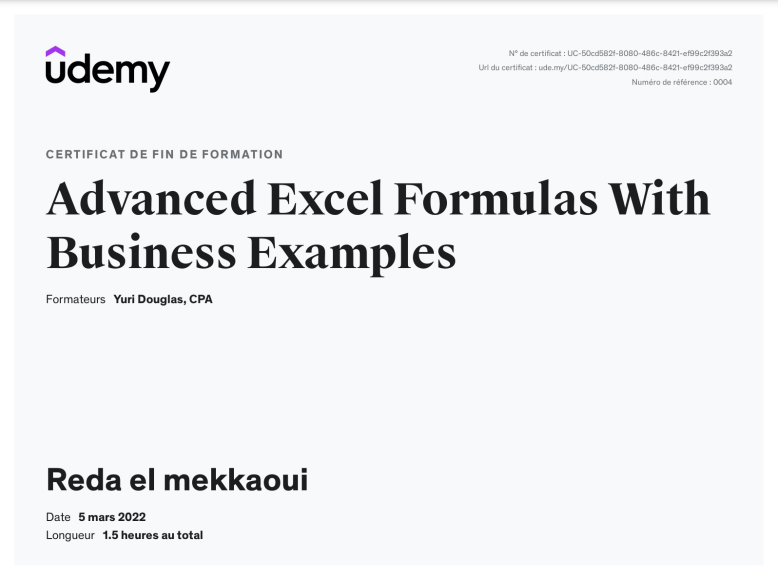 udemy
N° de certificat : UC-50cd582f-8080-486c-8421-ef99c2f393a2
Url du certificat : ude.my/UC-50cd582f-8080-486c-8421-ef99c2f393a2
Numéro de référence : 0004
CERTIFICAT DE FIN DE FORMATION
Advanced Excel Formulas With
Business Examples
Formateurs Yuri Douglas, CPA
Reda el mekkaoui
Date 5 mars 2022
Longueur 1.5 heures au total